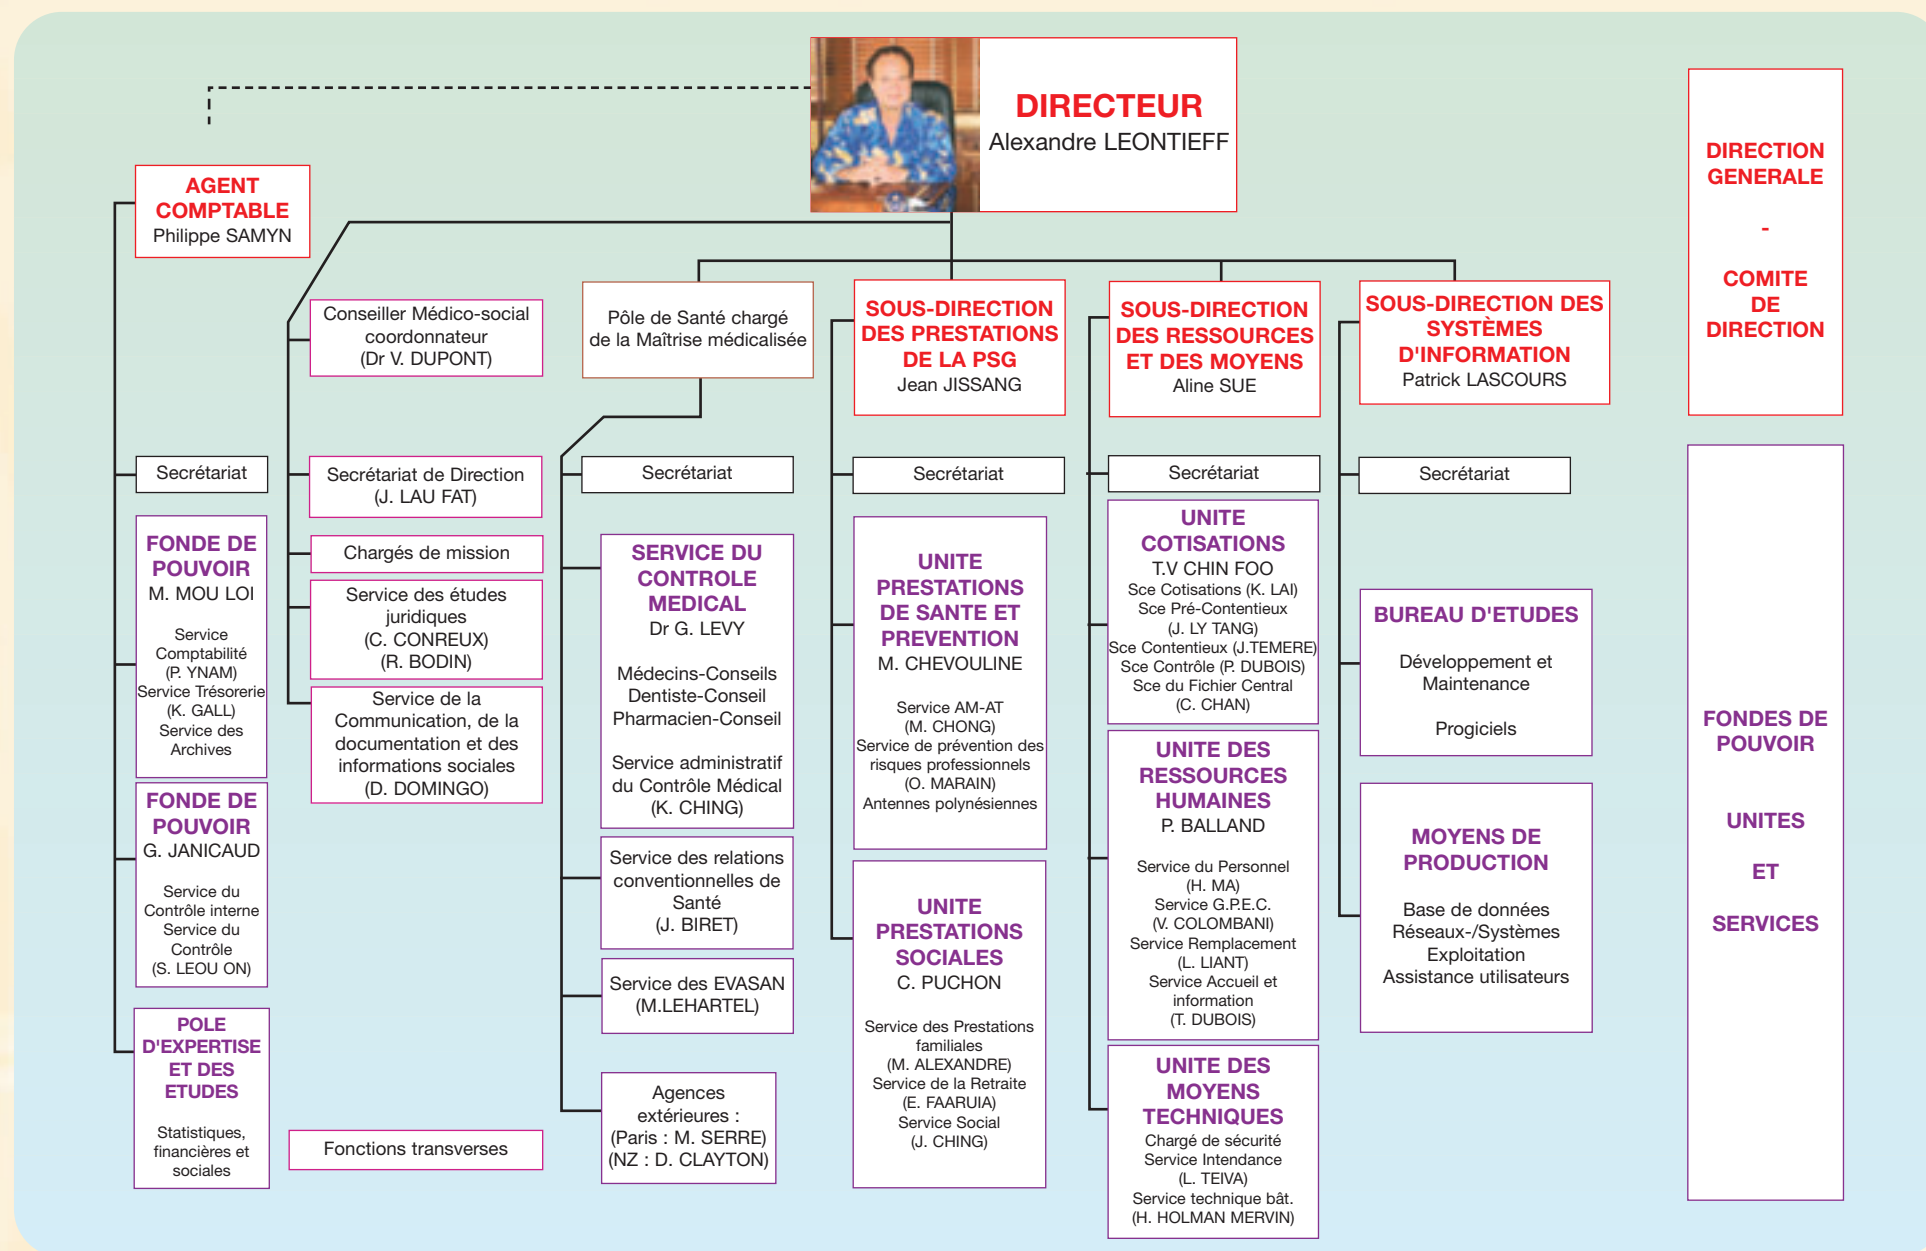 DIRECTEUR
Alexandre LEONTIEFF
DIRECTION
GENERALE
-
COMITE
DE
DIRECTION
AGENT
COMPTABLE
Philippe SAMYN
Conseiller Médico-social
coordonnateur
(Dr V. DUPONT)
Pôle de Santé chargé
de la Maîtrise médicalisée
SOUS-DIRECTION
DES PRESTATIONS
DE LA PSG
Jean JISSANG
SOUS-DIRECTION
DES RESSOURCES
ET DES MOYENS
Aline SUE
SOUS-DIRECTION DES
SYSTÈMES
D'INFORMATION
Patrick LASCOURS
Secrétariat
FONDE DE
POUVOIR
M. MOU LOI
Service
Comptabilité
(P. YNAM)
Service Trésorerie
(K. GALL)
Service des
Archives
FONDE DE
POUVOIR
G. JANICAUD
Service du
Contrôle interne
Service du
Contrôle
(S. LEOU ON)
POLE
D'EXPERTISE
ET DES
ETUDES
Statistiques,
financières et
sociales
Secrétariat de Direction
(J. LAU FAT)
Chargés de mission
Service des études
juridiques
(C. CONREUX)
(R. BODIN)
Service de la
Communication, de la
documentation et des
informations sociales
(D. DOMINGO)
Fonctions transverses
Secrétariat
SERVICE DU
CONTROLE
MEDICAL
Dr G. LEVY
Médecins-Conseils
Dentiste-Conseil
Pharmacien-Conseil
Service administratif
du Contrôle Médical
(K. CHING)
Service des relations
conventionnelles de
Santé
(J. BIRET)
Service des EVASAN
(M.LEHARTEL)
Agences
extérieures :
(Paris : M. SERRE)
(NZ : D. CLAYTON)
Secrétariat
UNITE
PRESTATIONS
DE SANTE ET
PREVENTION
M. CHEVOULINE
Service AM-AT
(M. CHONG)
Service de prévention des
risques professionnels
(O. MARAIN)
Antennes polynésiennes
UNITE
PRESTATIONS
SOCIALES
C. PUCHON
Service des Prestations
familiales
(M. ALEXANDRE)
Service de la Retraite
(E. FAARUIA)
Service Social
(J. CHING)
Secrétariat
UNITE
COTISATIONS
T.V CHIN FOO
Sce Cotisations (K. LAI)
Sce Pré-Contentieux
(J. LY TANG)
Sce Contentieux (J.TEMERE)
Sce Contrôle (P. DUBOIS)
Sce du Fichier Central
(C. CHAN)
UNITE DES
RESSOURCES
HUMAINES
P. BALLAND
Service du Personnel
(H. MA)
Service G.P.E.C.
(V. COLOMBANI)
Service Remplacement
(L. LIANT)
Service Accueil et
information
(T. DUBOIS)
UNITE DES
MOYENS
TECHNIQUES
Chargé de sécurité
Service Intendance
(L. TEIVA)
Service technique bât.
(H. HOLMAN MERVIN)
Secrétariat
BUREAU D'ETUDES
Développement et
Maintenance
Progiciels
MOYENS DE
PRODUCTION
Base de données
Réseaux-/Systèmes
Exploitation
Assistance utilisateurs
FONDES DE
POUVOIR
UNITES
ET
SERVICES